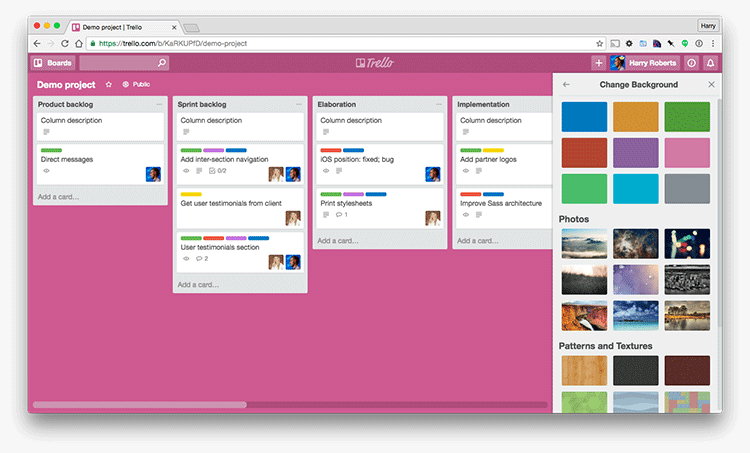 Demo project | Trello
Harry
https://trello.com/b/KaRKUPfD/demo-project
Boards
Trello
Harry Roberts
Demo project
Public
Change Background
Product backlog
Column description
Direct messages
Add a card…
Sprint backlog
Column description
Add inter-section navigation
0/2
Get user testimonials from client
User testimonials section
2
Add a card…
Elaboration
Column description
iOS position: fixed; bug
Print stylesheets
1
Add a card…
Implementation
Column description
Add partner logos
Improve Sass architecture
Add a card…
Photos
Patterns and Textures